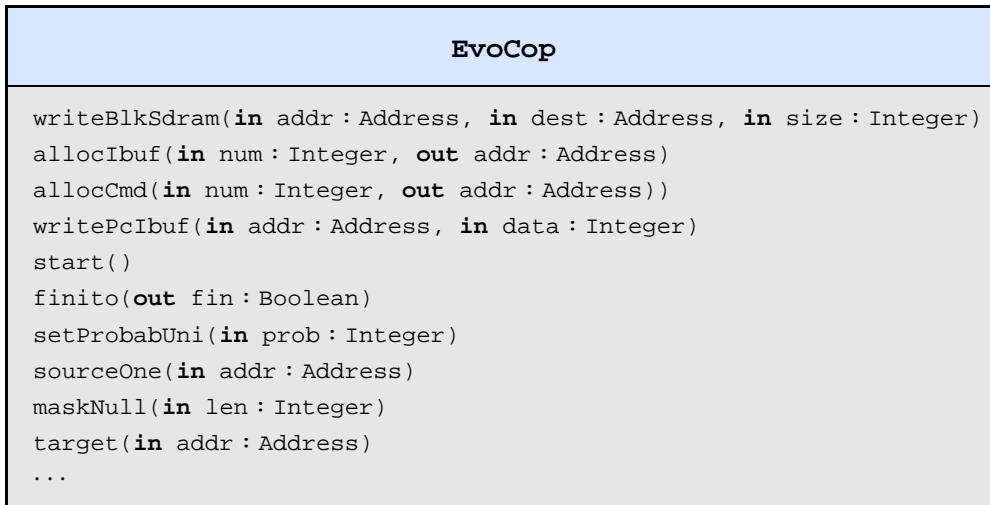 EvoCop
writeBlkSdram(in addr : Address, in dest : Address, in size : Integer)
allocIbuf(in num : Integer, out addr : Address)
allocCmd(in num : Integer, out addr : Address))
writePcIbuf(in addr : Address, in data : Integer)
start()
finito(out fin : Boolean)
setProbabUni(in prob : Integer)
sourceOne(in addr : Address)
maskNull(in len : Integer)
target(in addr : Address)
...